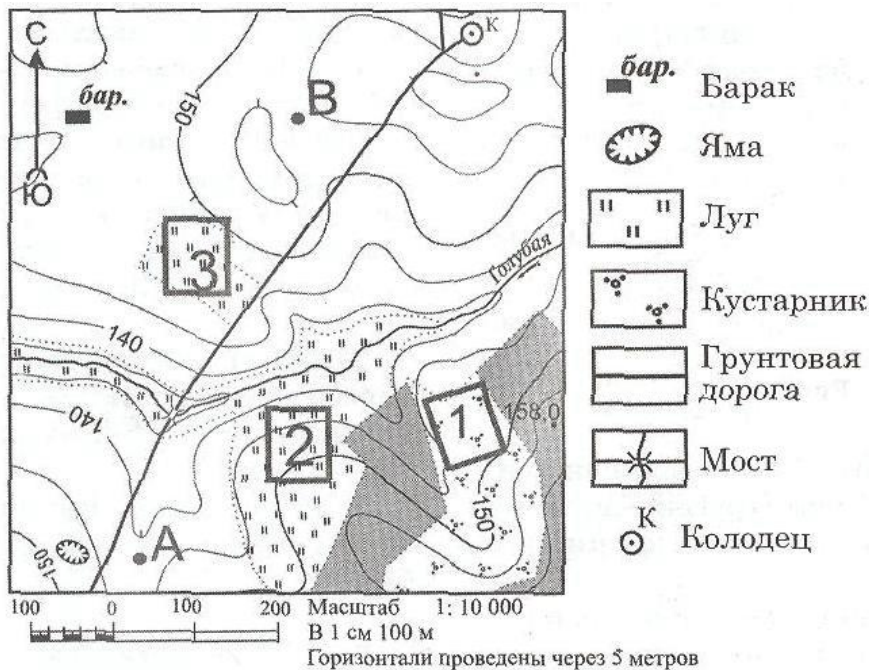 С
Ю
бар.
150
В
К
Голубая
3
140
140
2
1
158,0
150
150
А
100 0 100 200
Масштаб 1: 10 000
В 1 см 100 м
Горизонтали проведены через 5 метров
бар.
Барак
Яма
Луг
Кустарник
Грунтовая
дорога
Мост
К
Колодец